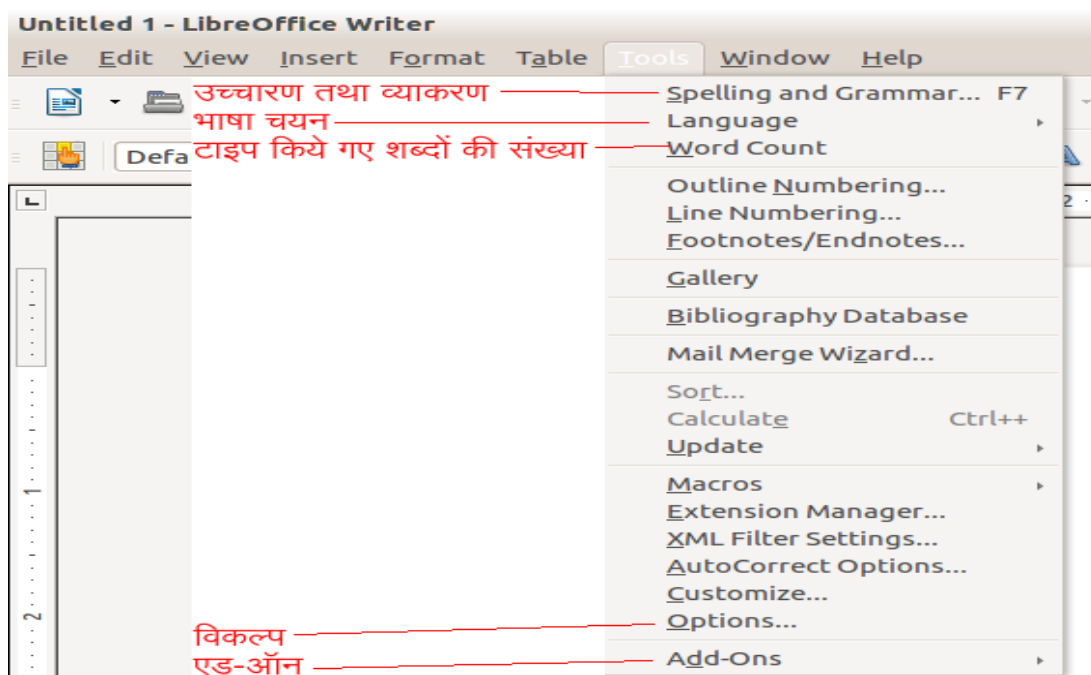 Untitled 1 - LibreOffice Writer
File Edit View Insert Format Table Tools Window Help
उच्चारण तथा व्याकरण Spelling and Grammar... F7
भाषा चयन Language
Defa टाइप किये गए शब्दों की संख्या Word Count
Outline Numbering...
L Line Numbering... 2
Footnotes/Endnotes...
Gallery
Bibliography Database
Mail Merge Wizard...
Sort...
Calculate Ctrl++
Update
1 Macros
Extension Manager...
XML Filter Settings...
AutoCorrect Options...
Customize...
2 विकल्प Options...
एड-ऑन Add-Ons